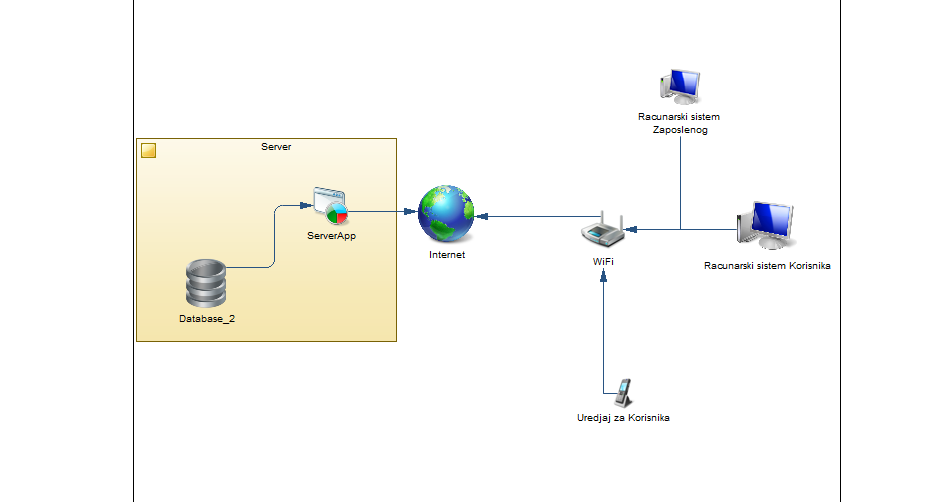 Racunarski sistem
Zaposlenog
Server
ServerApp
Internet
WiFi
Racunarski sistem Korisnika
Database_2
Uredjaj za Korisnika